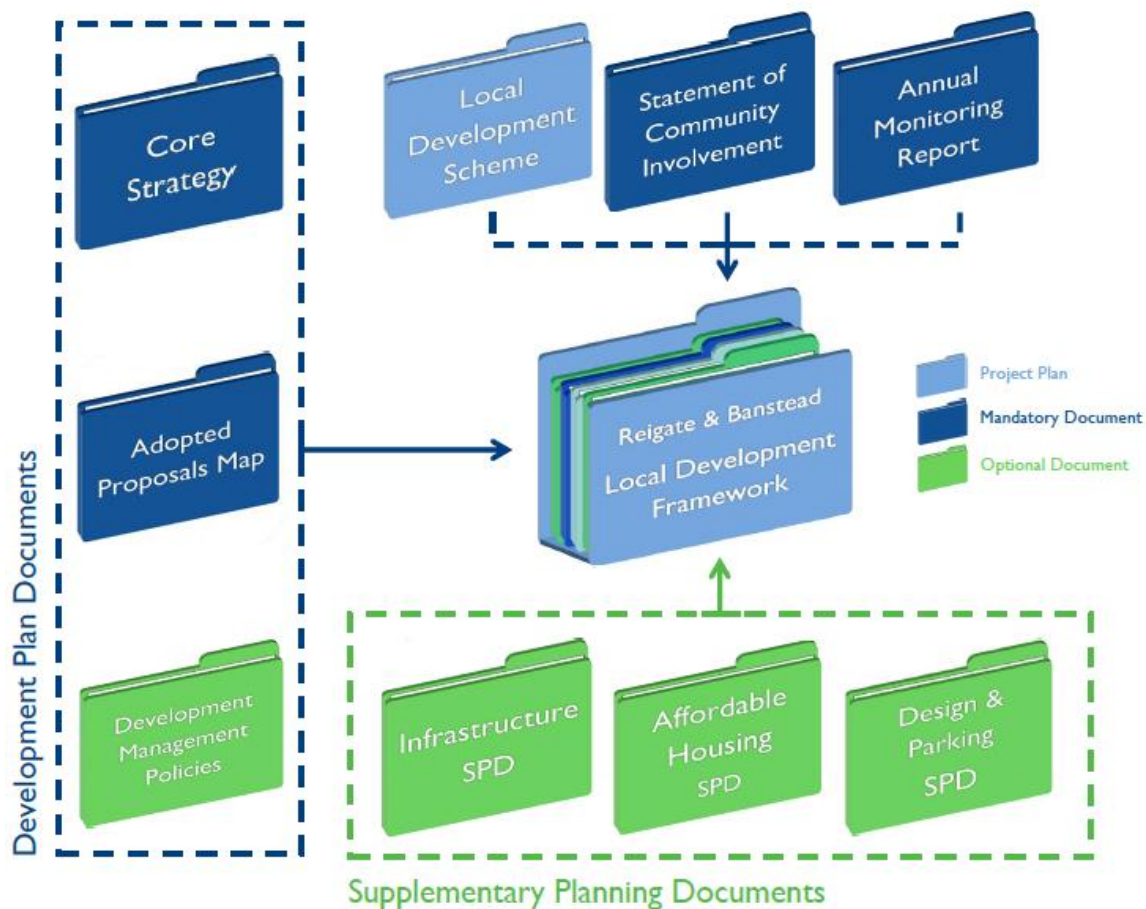 Development Plan Documents
Core
Strategy
Adopted
Proposals Map
Development
Management
Policies
Local
Development
Scheme
Statement of
Community
Involvement
Annual
Monitoring
Report
Reigate & Banstead
Local Development
Framework
Project Plan
Mandatory Document
Optional Document
Infrastructure
SPD
Affordable
Housing
SPD
Design &
Parking
SPD
Supplementary Planning Documents